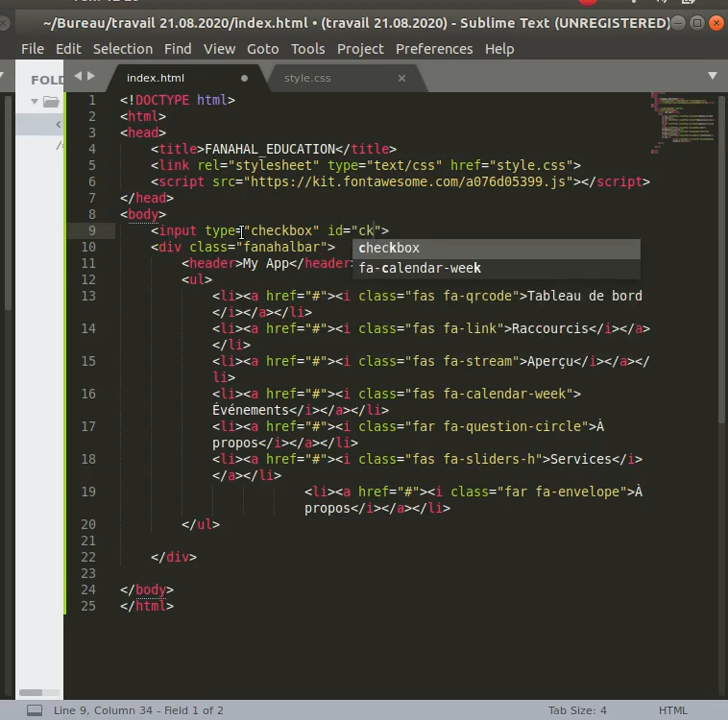 ~/Bureau/travail 21.08.2020/index.html • (travail 21.08.2020) - Sublime Text (UNREGISTERED)
File Edit Selection Find View Goto Tools Project Preferences Help
FOLD
index.html
style.css
1 <!DOCTYPE html>
2 <html>
3 <head>
4 <title>FANAHAL_EDUCATION</title>
5 <link rel="stylesheet" type="text/css" href="style.css">
6 <script src="https://kit.fontawesome.com/a076d05399.js"></script>
7 </head>
8 <body>
9 <input type="checkbox" id="ck">
10 <div class="fanahalbar">
checkbox
fa-calendar-week
11 <header>My App</header
12 <ul>
13 <li><a href="#"><i class="fas fa-qrcode">Tableau de bord
</i></a></li>
14 <li><a href="#"><i class="fas fa-link">Raccourcis</i></a>
</li>
15 <li><a href="#"><i class="fas fa-stream">Aperçu</i></a></
li>
16 <li><a href="#"><i class="fas fa-calendar-week">
Événements</i></a></li>
17 <li><a href="#"><i class="far fa-question-circle">À
propos</i></a></li>
18 <li><a href="#"><i class="fas fa-sliders-h">Services</i>
</a></li>
19 <li><a href="#"><i class="far fa-envelope">À
propos</i></a></li>
20 </ul>
21
22 </div>
23
24 </body>
25 </html>
Line 9, Column 34 - Field 1 of 2
Tab Size: 4
HTML